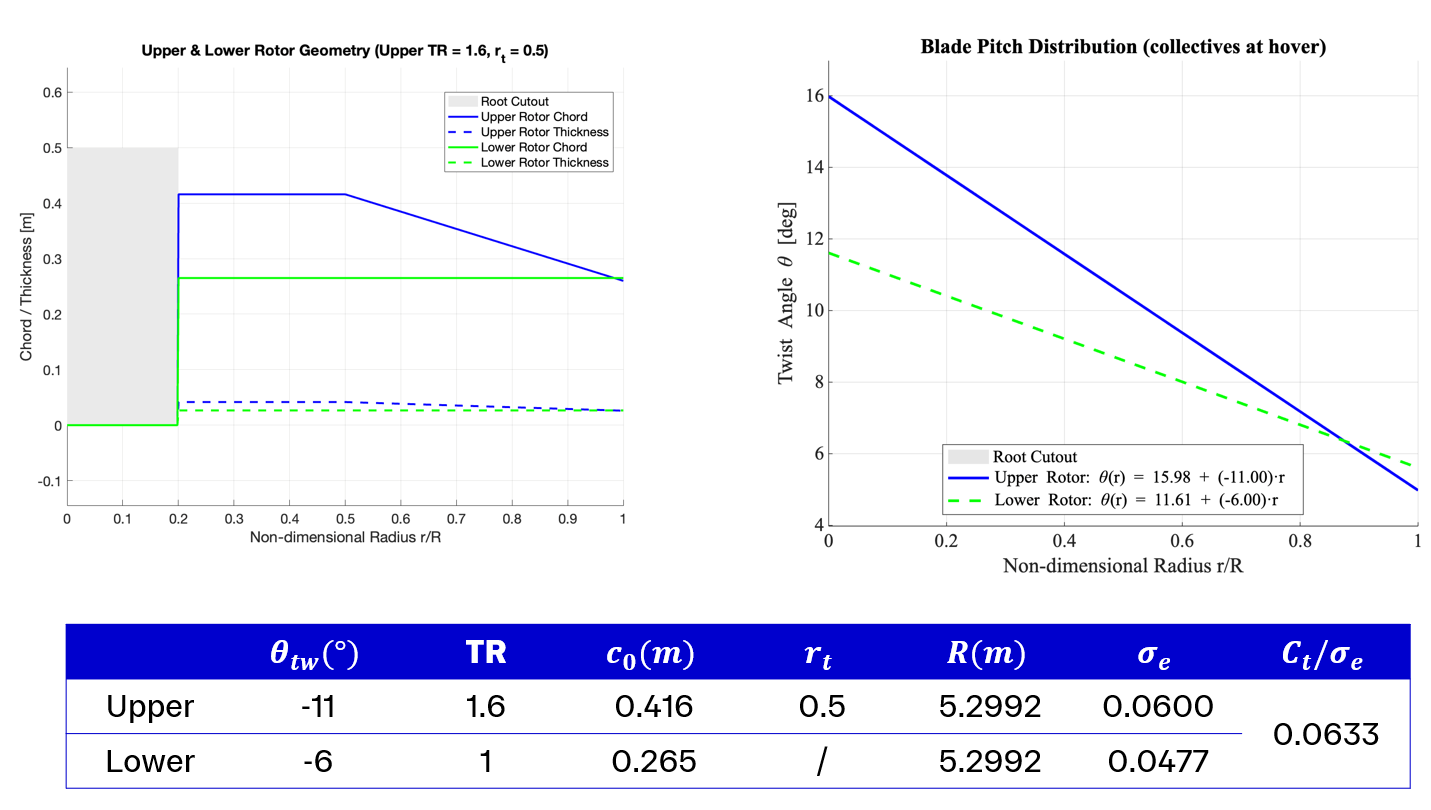 Upper & Lower Rotor Geometry (Upper TR = 1.6, r_t = 0.5)
0.6
0.5
0.4
0.3
0.2
0.1
0
-0.1
Chord / Thickness [m]
Root Cutout
Upper Rotor Chord
Upper Rotor Thickness
Lower Rotor Chord
Lower Rotor Thickness
0 0.1 0.2 0.3 0.4 0.5 0.6 0.7 0.8 0.9 1
Non-dimensional Radius r/R
Blade Pitch Distribution (collectives at hover)
16
14
12
10
8
6
4
Twist Angle θ [deg]
Root Cutout
Upper Rotor: θ(r) = 15.98 + (-11.00)·r
Lower Rotor: θ(r) = 11.61 + (-6.00)·r
0 0.2 0.4 0.6 0.8 1
Non-dimensional Radius r/R
θ_tw(°) TR c_0(m) r_t R(m) σ_e C_t/σ_e
Upper -11 1.6 0.416 0.5 5.2992 0.0600
0.0633
Lower -6 1 0.265 / 5.2992 0.0477